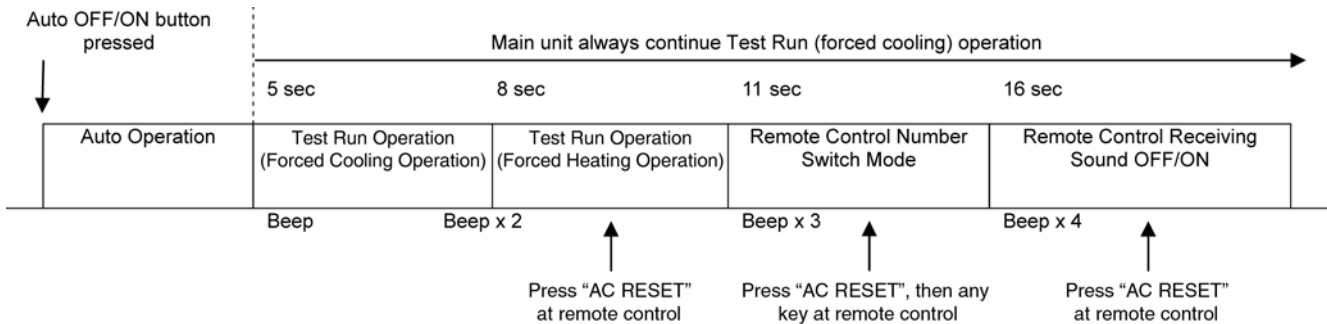 Auto OFF/ON button
pressed
Main unit always continue Test Run (forced cooling) operation
5 sec
8 sec
11 sec
16 sec
Auto Operation
Test Run Operation
(Forced Cooling Operation)
Test Run Operation
(Forced Heating Operation)
Remote Control Number
Switch Mode
Remote Control Receiving
Sound OFF/ON
Beep
Beep x 2
Beep x 3
Beep x 4
Press “AC RESET”
at remote control
Press “AC RESET”, then any
key at remote control
Press “AC RESET”
at remote control